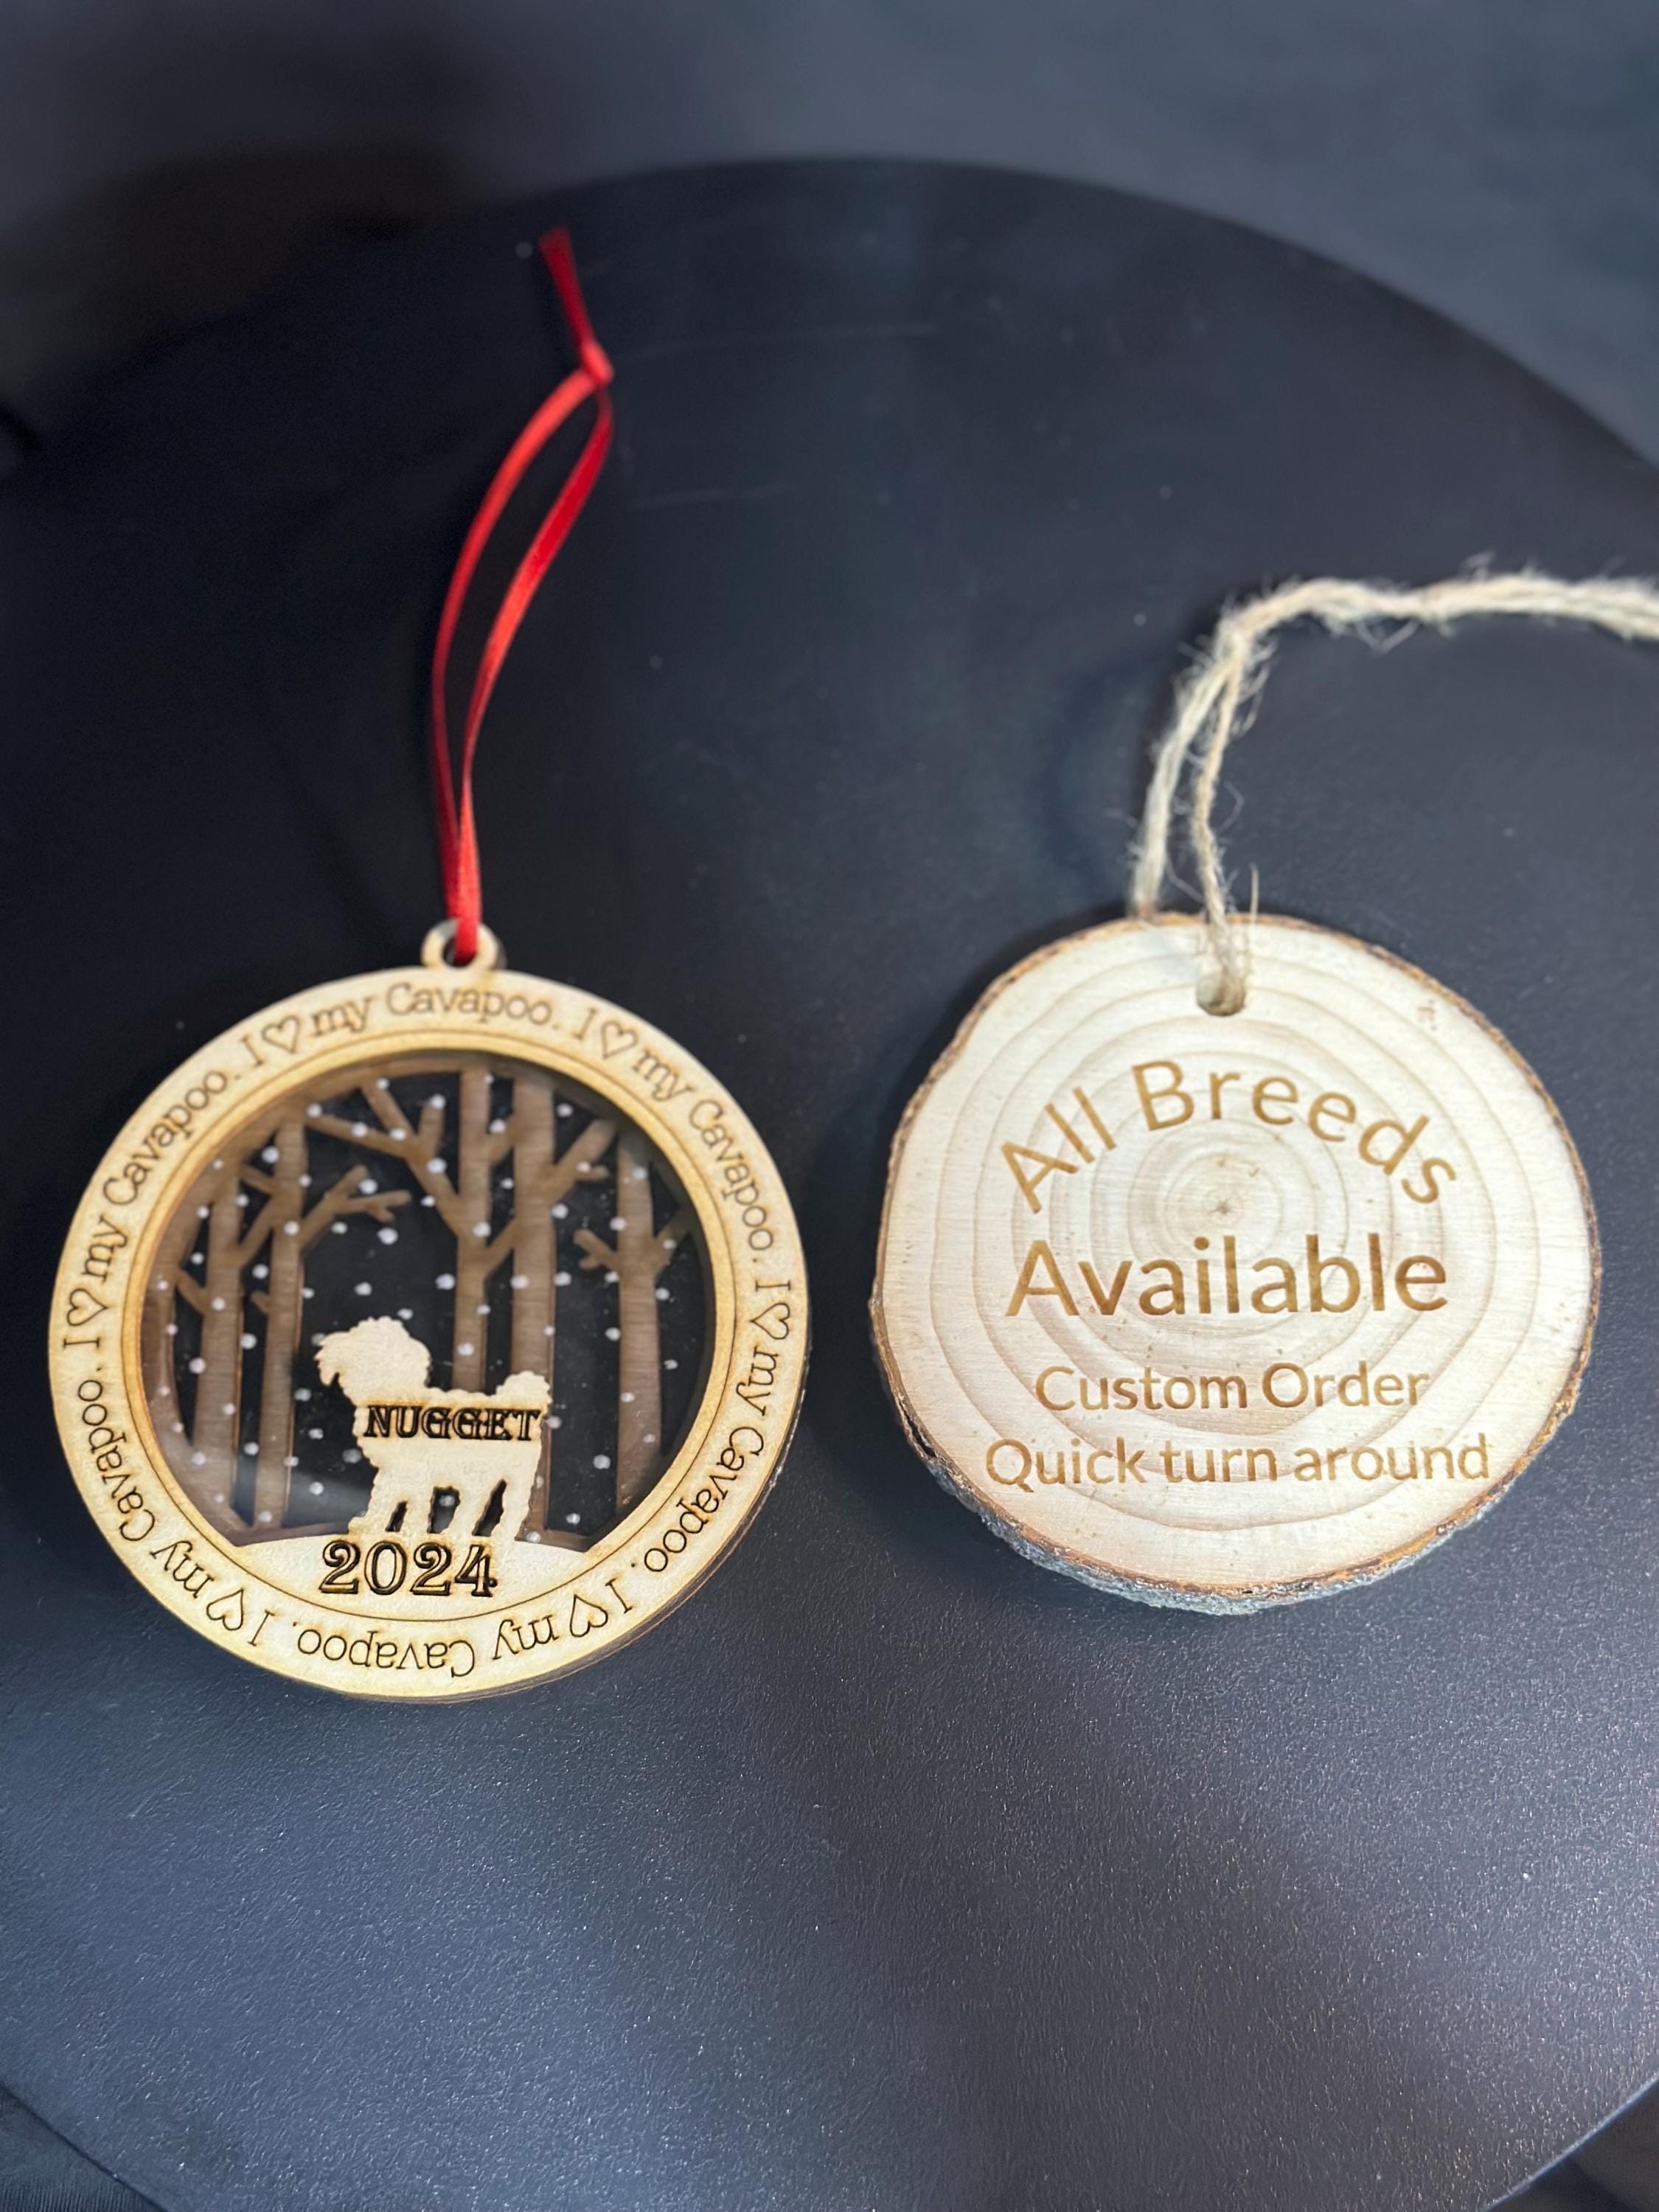 I♡my Cavapoo. I♡my Cavapoo. I♡my Cavapoo. I♡my Cavapoo. I♡my Cavapoo. I♡my Cavapoo.
NUGGET
2024
All Breeds
Available
Custom Order
Quick turn around